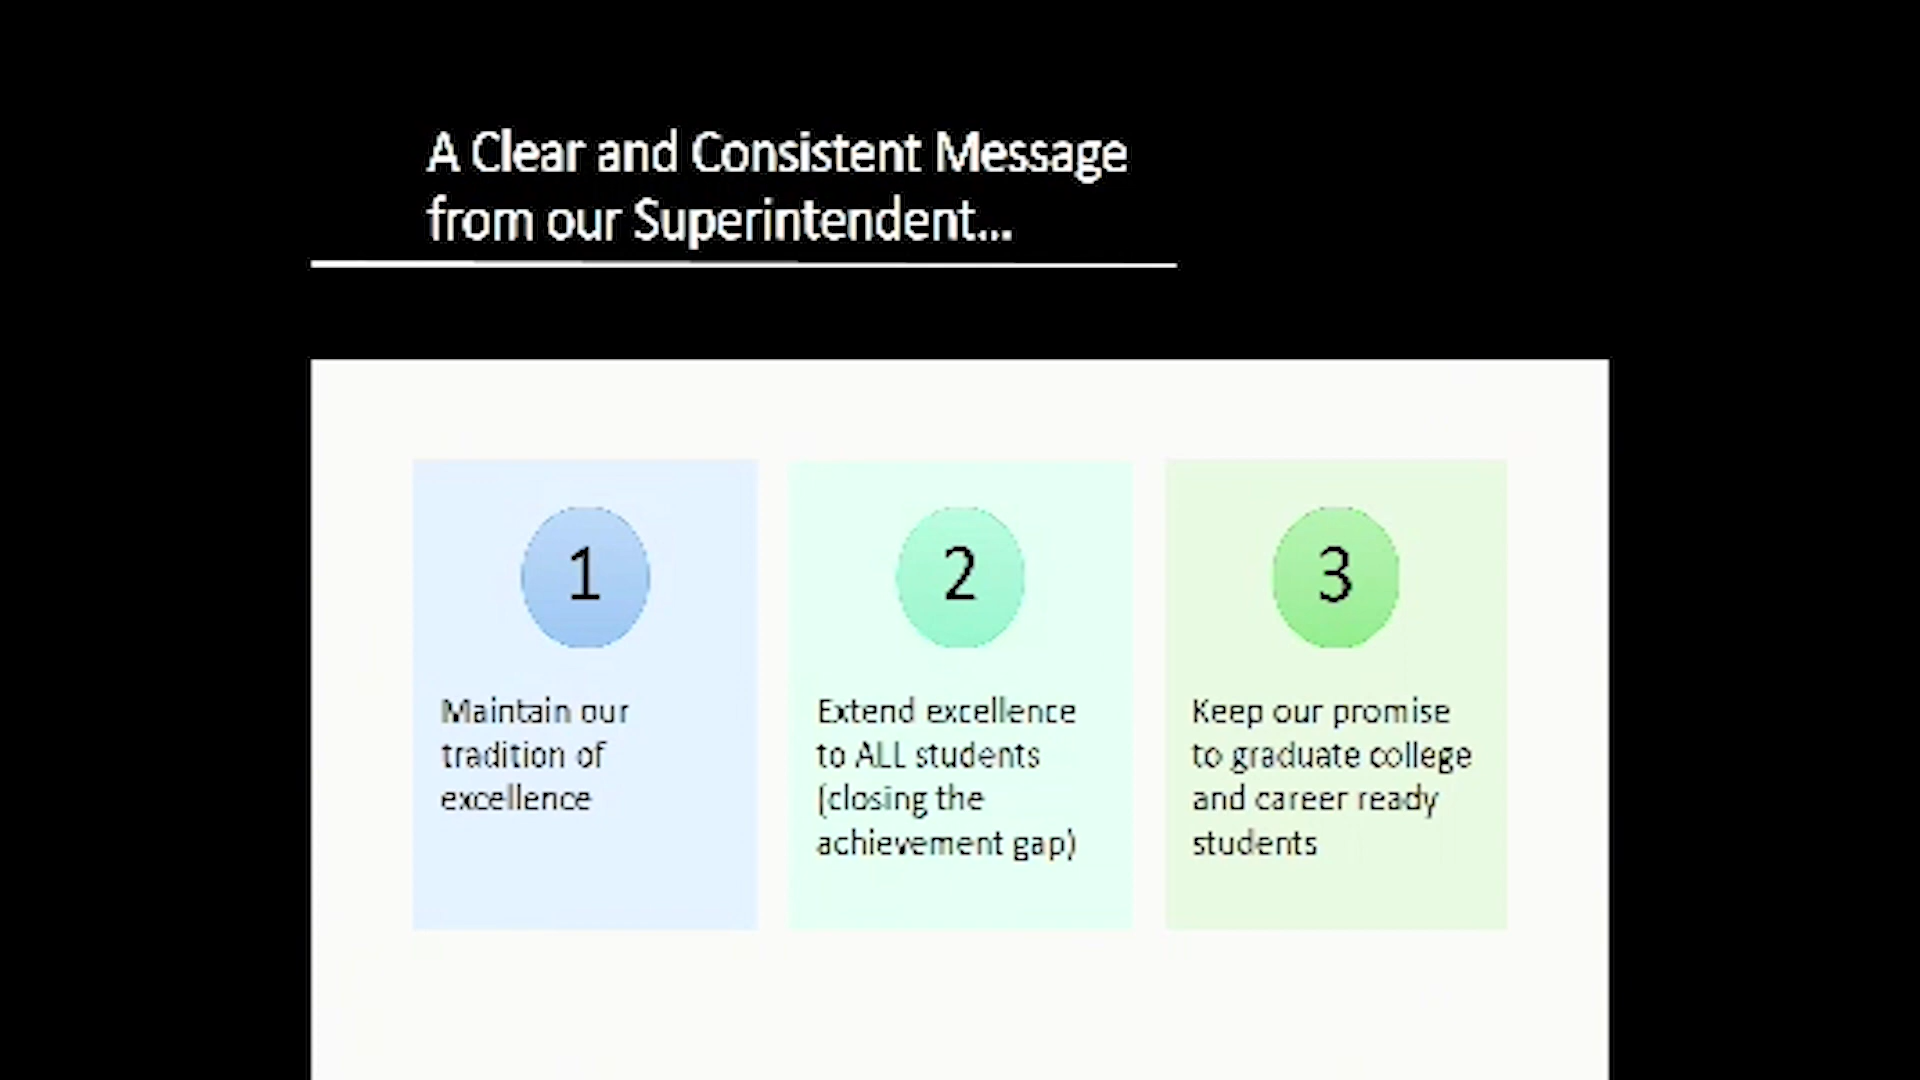 A Clear and Consistent Message
from our Superintendent...
1
Maintain our
tradition of
excellence
2
Extend excellence
to ALL students
(closing the
achievement gap)
3
Keep our promise
to graduate college
and career ready
students